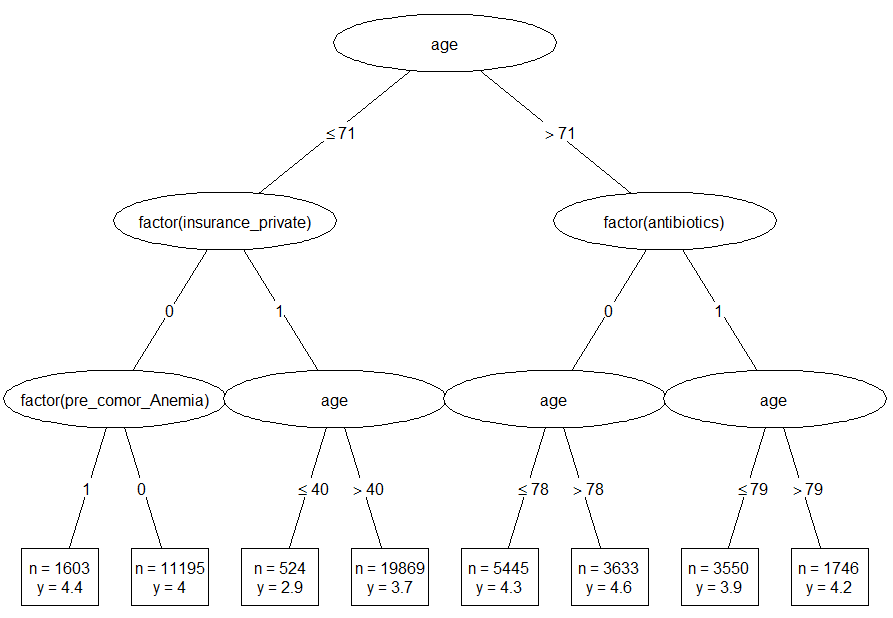 age
≤ 71
> 71
factor(insurance_private)
factor(antibiotics)
0
1
0
1
factor(pre_comor_Anemia)
age
age
age
1
0
≤ 40
> 40
≤ 78
> 78
≤ 79
> 79
n = 1603
y = 4.4
n = 11195
y = 4
n = 524
y = 2.9
n = 19869
y = 3.7
n = 5445
y = 4.3
n = 3633
y = 4.6
n = 3550
y = 3.9
n = 1746
y = 4.2